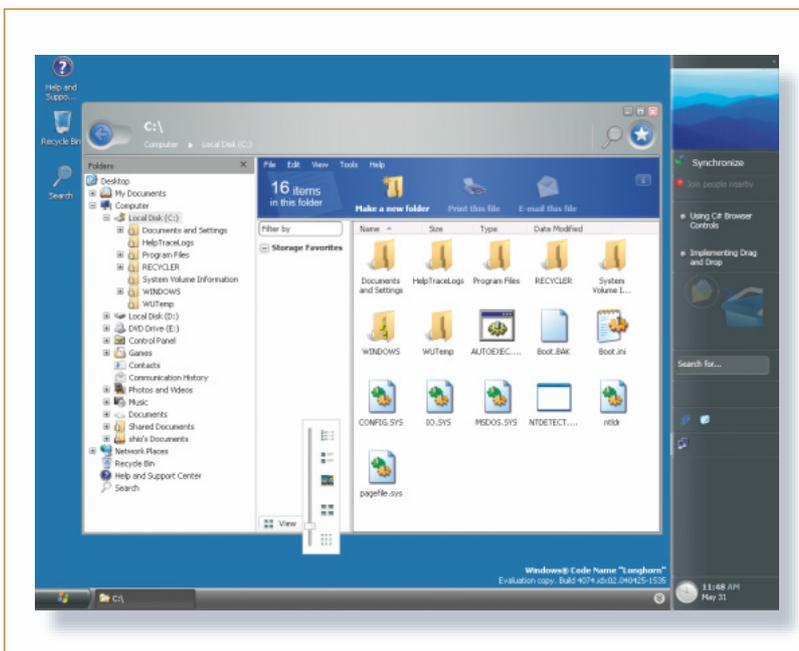 Help and
Suppo...
Recycle Bin
Search
C:\
Computer
Local Disk (C:)
Folders
Desktop
My Documents
Computer
Local Disk (C:)
Documents and Settings
HelpTraceLogs
Program Files
RECYCLER
System Volume Information
WINDOWS
WUTemp
Local Disk (D:)
DVD Drive (E:)
Control Panel
Games
Contacts
Communication History
Photos and Videos
Music
Documents
Shared Documents
shio's Documents
Network Places
Recycle Bin
Help and Support Center
Search
File Edit View Tools Help
16 items
in this folder
Make a new folder Print this file E-mail this file
Filter by
Storage Favorites
View
Name Size Type Date Modified
Documents
and Settings
HelpTraceLogs
Program Files
RECYCLER
System
Volume I...
WINDOWS
WUTemp
AUTOEXEC....
Boot.BAK
Boot.ini
CONFIG.SYS
IO.SYS
MSDOS.SYS
NTDETECT....
ntldr
pagefile.sys
Synchronize
Join people nearby
Using C# Browser
Controls
Implementing Drag
and Drop
Search for...
Windows® Code Name "Longhorn"
Evaluation copy. Build 4074.idx02.040425-1535
C:\
11:48 AM
May 31